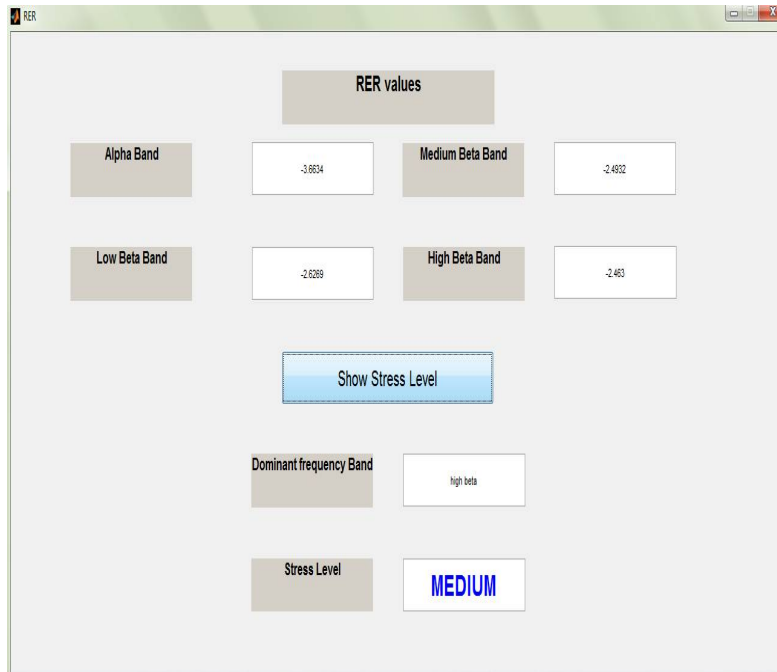 RER
RER values
Alpha Band
-3.6634
Medium Beta Band
-2.4932
Low Beta Band
-2.6269
High Beta Band
-2.463
Show Stress Level
Dominant frequency Band
high beta
Stress Level
MEDIUM